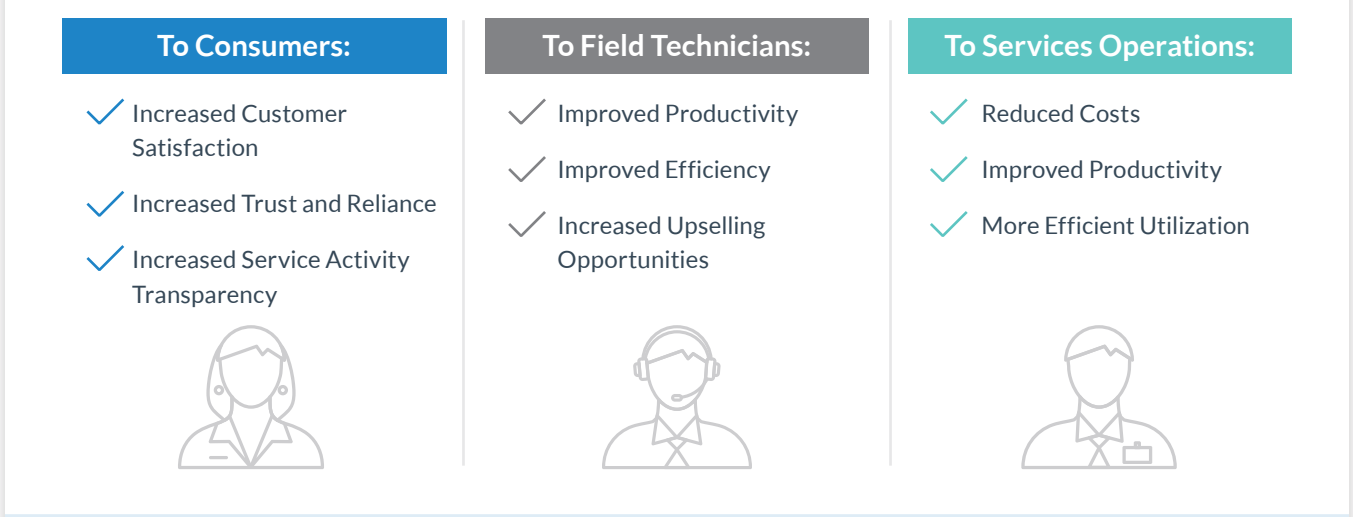 To Consumers:
Increased Customer
Satisfaction
Increased Trust and Reliance
Increased Service Activity
Transparency
To Field Technicians:
Improved Productivity
Improved Efficiency
Increased Upselling
Opportunities
To Services Operations:
Reduced Costs
Improved Productivity
More Efficient Utilization